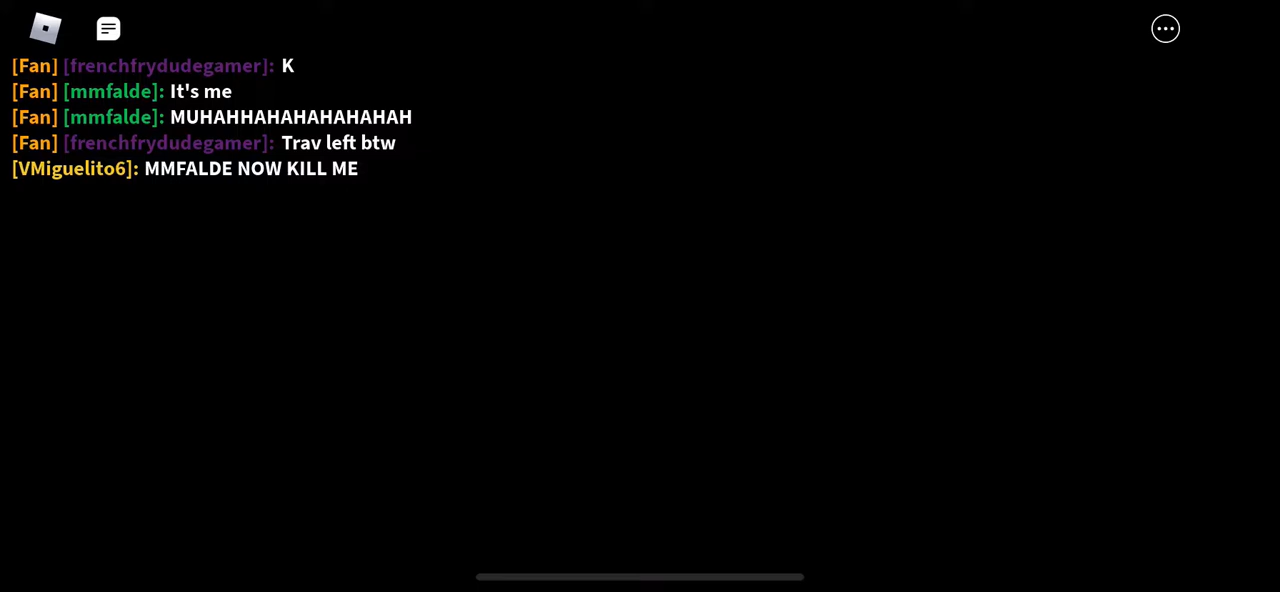 [Fan] [frenchfrydudegamer]: K
[Fan] [mmfalde]: It's me
[Fan] [mmfalde]: MUHAHHAHAHAHAHAHAH
[Fan] [frenchfrydudegamer]: Trav left btw
[VMiguelito6]: MMFALDE NOW KILL ME